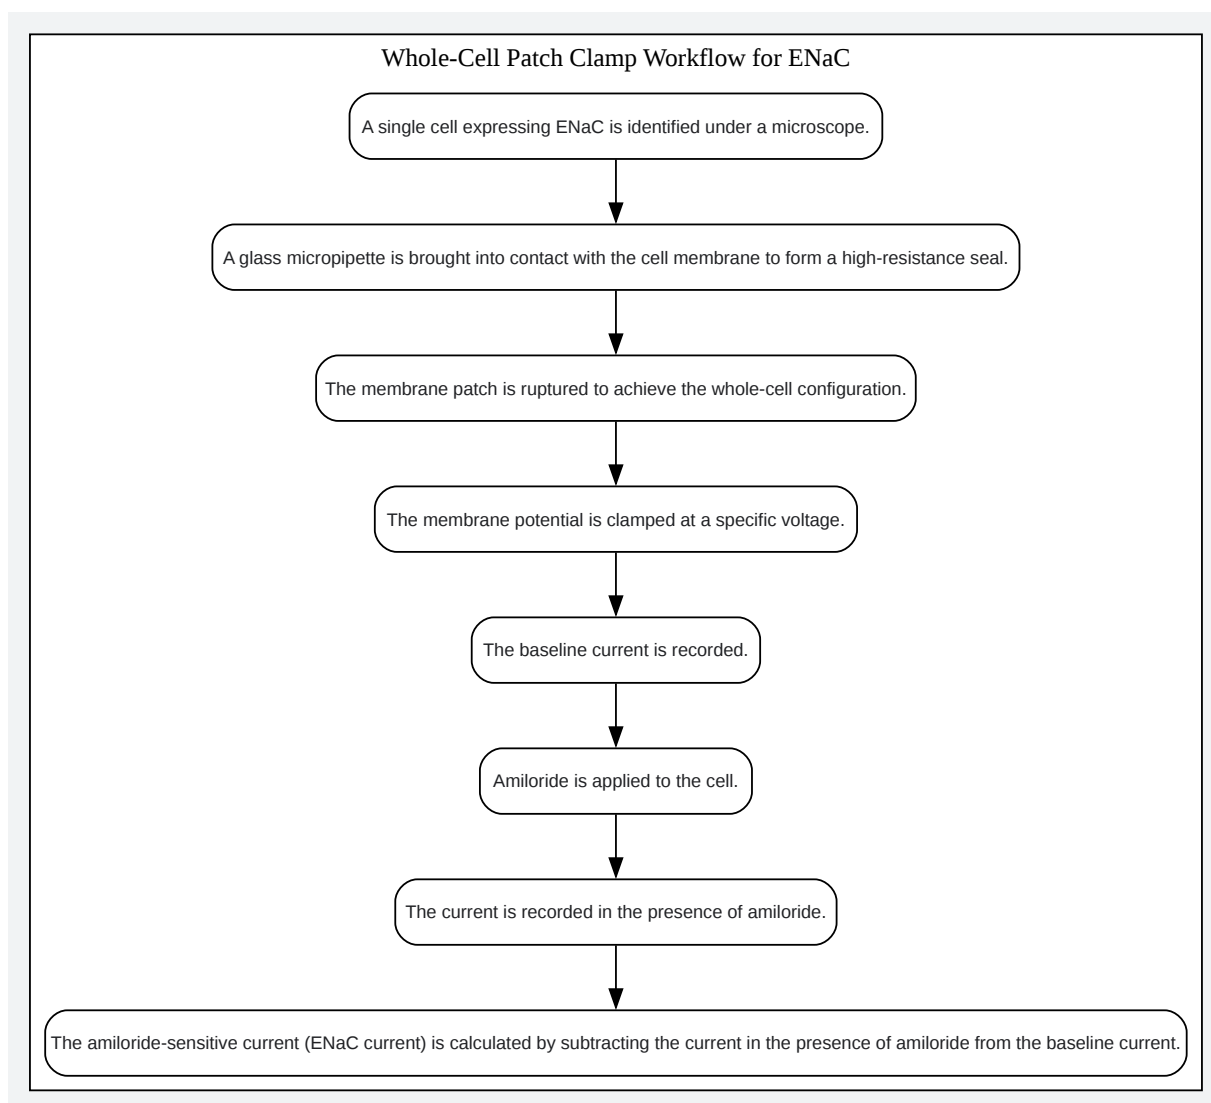 Whole-Cell Patch Clamp Workflow for ENaC
A single cell expressing ENaC is identified under a microscope.
A glass micropipette is brought into contact with the cell membrane to form a high-resistance seal.
The membrane patch is ruptured to achieve the whole-cell configuration.
The membrane potential is clamped at a specific voltage.
The baseline current is recorded.
Amiloride is applied to the cell.
The current is recorded in the presence of amiloride.
The amiloride-sensitive current (ENaC current) is calculated by subtracting the current in the presence of amiloride from the baseline current.